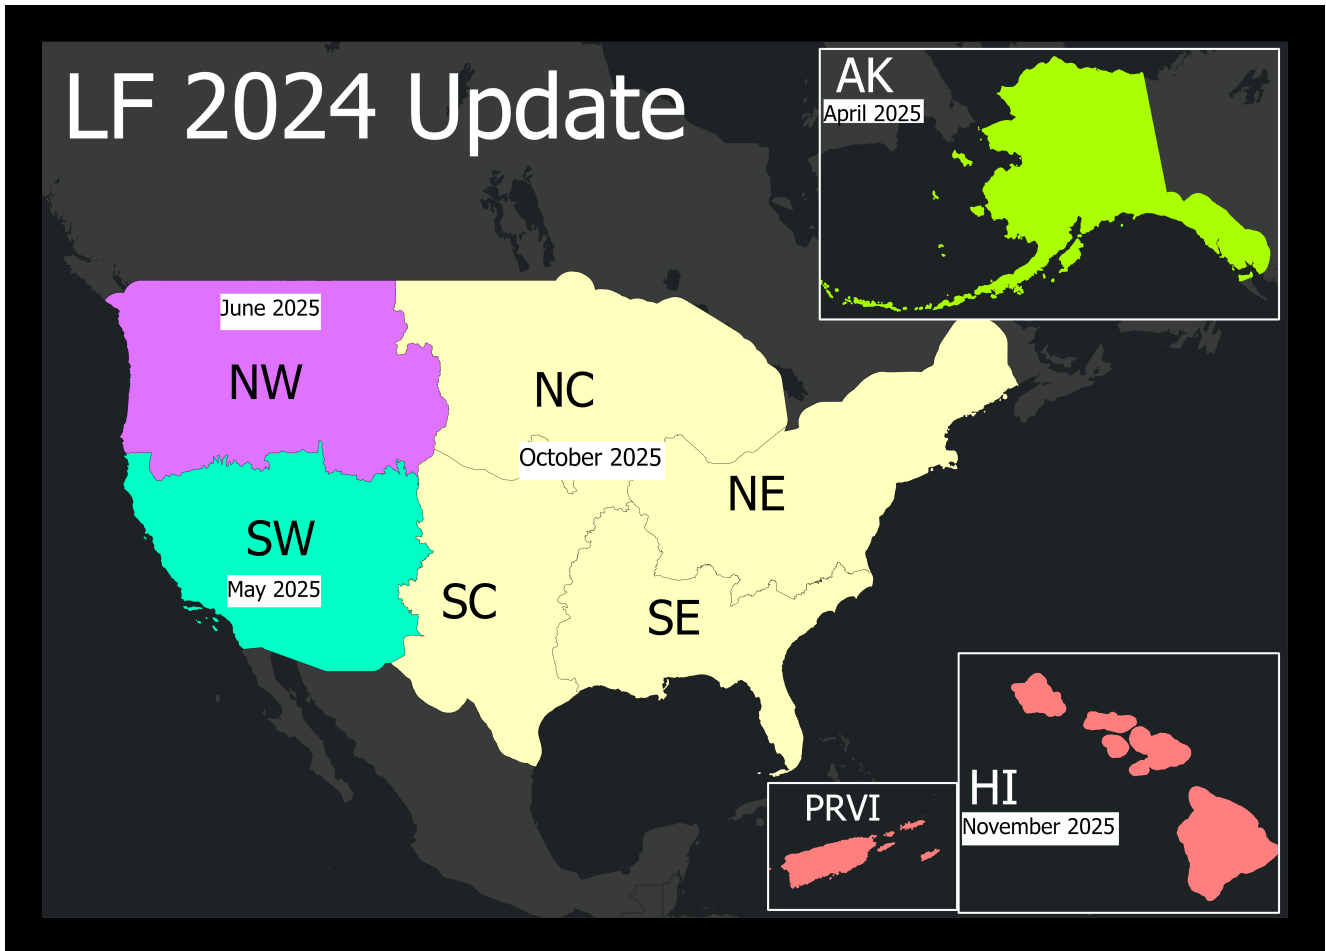 LF 2024 Update
AK
April 2025
June 2025
NW
NC
October 2025
NE
SW
May 2025
SC
SE
HI
November 2025
PRVI